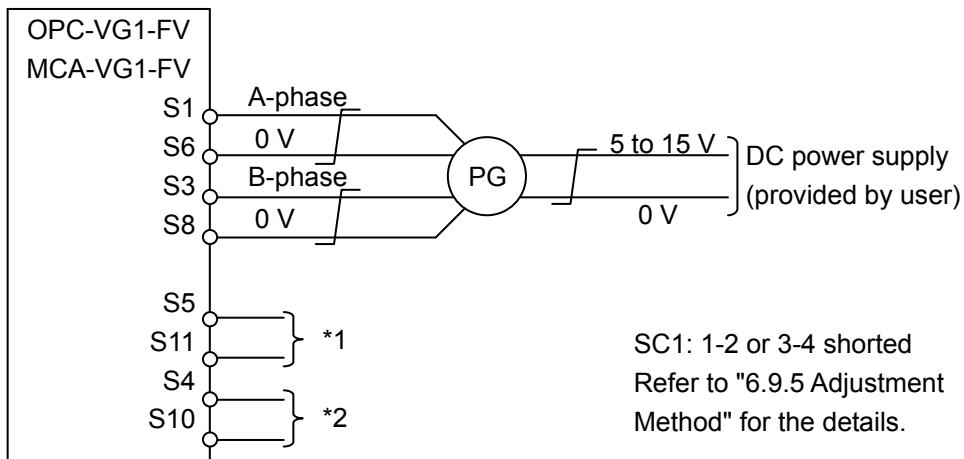 OPC-VG1-FV
MCA-VG1-FV
S1
A-phase
S6
0 V
S3
B-phase
S8
0 V
PG
5 to 15 V
0 V
DC power supply
(provided by user)
S5
S11
*1
S4
S10
*2
SC1: 1-2 or 3-4 shorted
Refer to "6.9.5 Adjustment
Method" for the details.